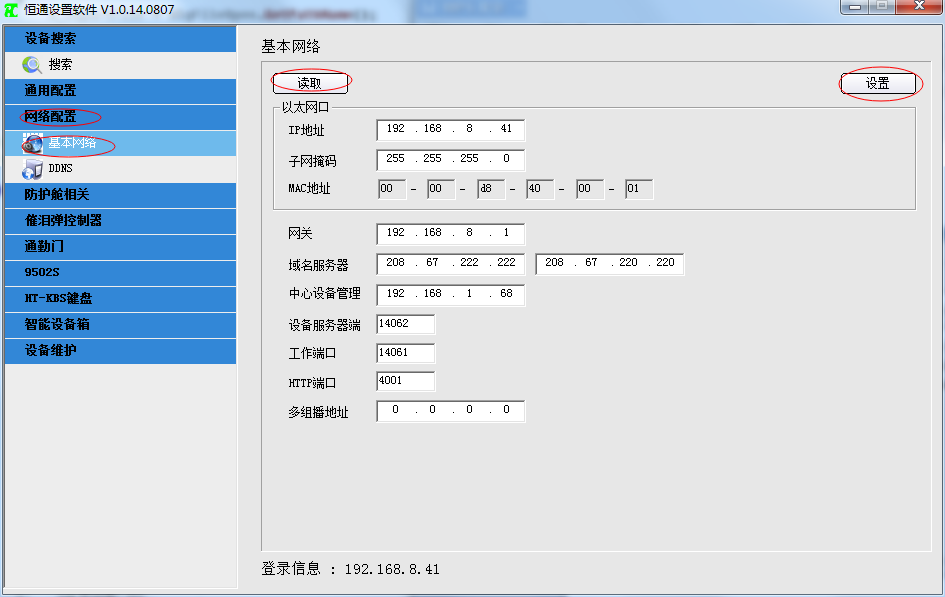 恒通设置软件 V1.0.14.0807
设备搜索
搜索
通用配置
网络配置
基本网络
DDNS
防护舱相关
催泪弹控制器
通勤门
9502S
HT-KBS键盘
智能设备箱
设备维护
基本网络
读取
设置
以太网口
IP地址 192 . 168 . 8 . 41
子网掩码 255 . 255 . 255 . 0
MAC地址 00 - 00 - d8 - 40 - 00 - 01
网关 192 . 168 . 8 . 1
域名服务器 208 . 67 . 222 . 222 208 . 67 . 220 . 220
中心设备管理 192 . 168 . 1 . 68
设备服务器端 14062
工作端口 14061
HTTP端口 4001
多组播地址 0 . 0 . 0 . 0
登录信息 : 192.168.8.41